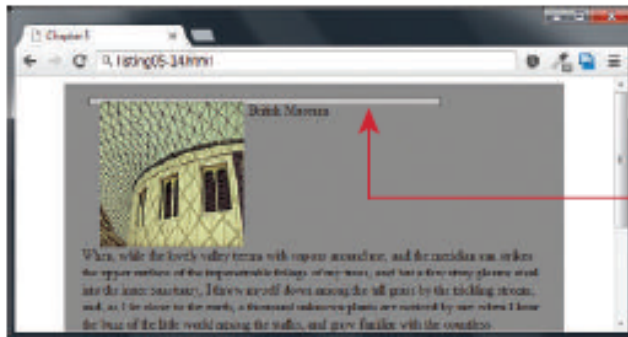 Chapter 5
listing05-14.html
British Museum
When, while the lovely valley teems with vapour around me, and the meridian sun strikes
the upper surface of the impenetrable foliage of my trees, and but a few stray gleams steal
into the inner sanctuary, I throw myself down among the tall grass by the trickling stream;
and, as I lie close to the earth, a thousand unknown plants are noticed by me: when I hear
the buzz of the little world among the stalks, and grow familiar with the countless